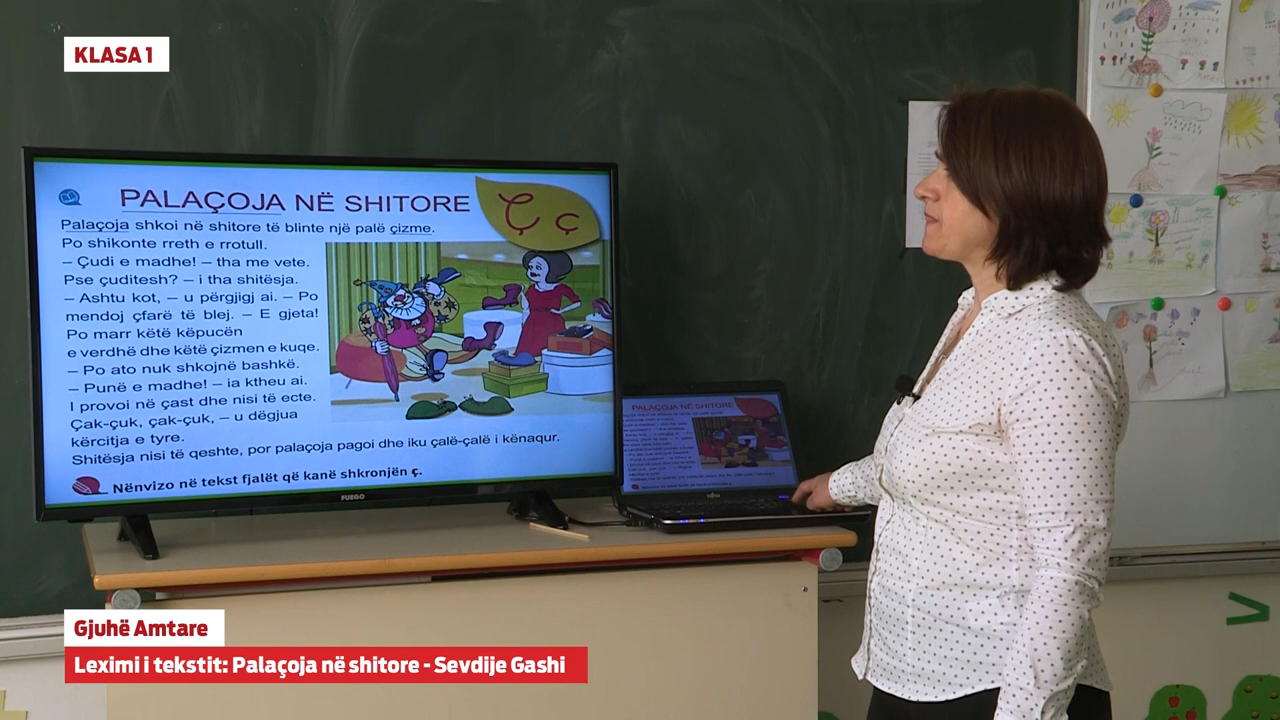 KLASA 1
PALAÇOJA NË SHITORE
Ç ç
Palaçoja shkoi në shitore të blinte një palë çizme.
Po shikonte rreth e rrotull.
– Çudi e madhe! – tha me vete.
Pse çuditesh? – i tha shitësja.
– Ashtu kot, – u përgjigj ai. – Po
mendoj çfarë të blej. – E gjeta!
Po marr këtë këpucën
e verdhë dhe këtë çizmen e kuqe.
– Po ato nuk shkojnë bashkë.
– Punë e madhe! – ia ktheu ai.
I provoi në çast dhe nisi të ecte.
Çak-çuk, çak-çuk, – u dëgjua
kërcitja e tyre.
Shitësja nisi të qeshte, por palaçoja pagoi dhe iku çalë-çalë i kënaqur.
Nënvizo në tekst fjalët që kanë shkronjën ç.
FUEGO
PALAÇOJA NË SHITORE
Gjuhë Amtare
Leximi i tekstit: Palaçoja në shitore - Sevdije Gashi